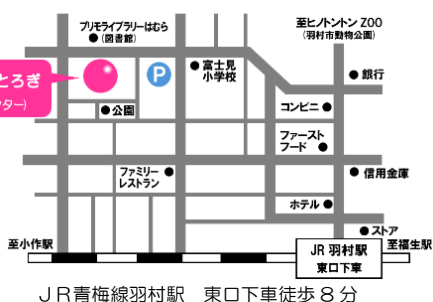 プリモライブラリーはむら
(図書館)
至ヒノトントン ZOO
(羽村市動物公園)
とろぎ
ター)
P
富士見
小学校
銀行
公園
コンビニ
ファースト
フード
ファミリー
レストラン
信用金庫
ホテル
ストア
至小作駅
JR 羽村駅
東口下車
至福生駅
JR青梅線羽村駅 東口下車徒歩8分